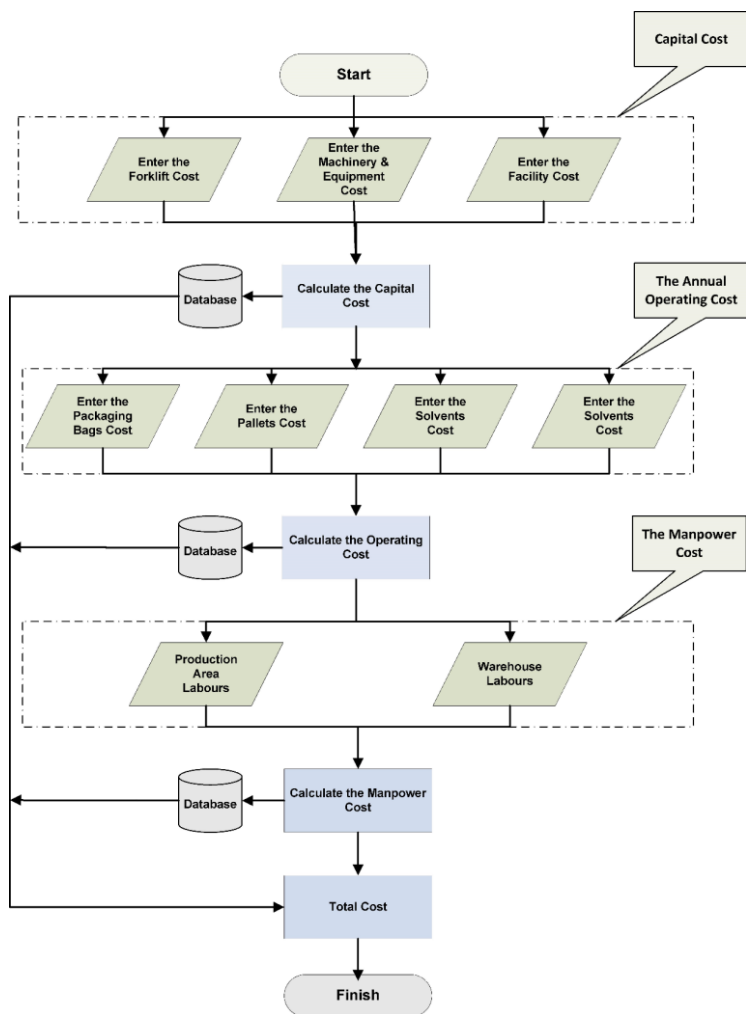 Capital Cost
Start
Enter the
Forklift Cost
Enter the
Machinery &
Equipment
Cost
Enter the
Facility Cost
Database
Calculate the Capital
Cost
The Annual
Operating Cost
Enter the
Packaging
Bags Cost
Enter the
Pallets Cost
Enter the
Solvents
Cost
Enter the
Solvents
Cost
Database
Calculate the Operating
Cost
The Manpower
Cost
Production
Area
Labours
Warehouse
Labours
Database
Calculate the Manpower
Cost
Total Cost
Finish